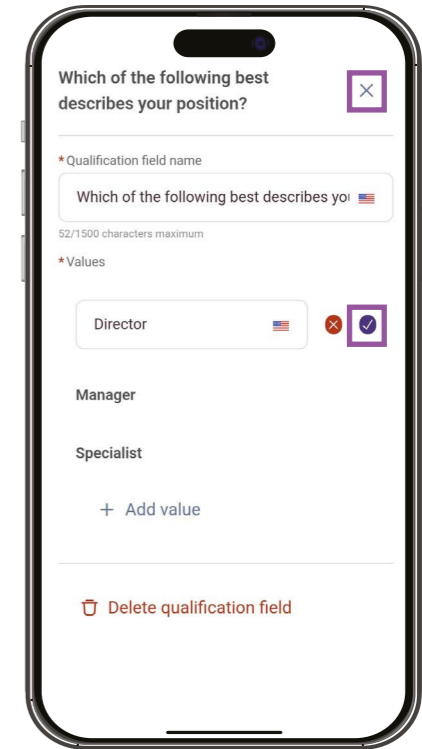 Which of the following best
describes your position?
* Qualification field name
Which of the following best describes you
52/1500 characters maximum
* Values
Director
Manager
Specialist
+ Add value
Delete qualification field